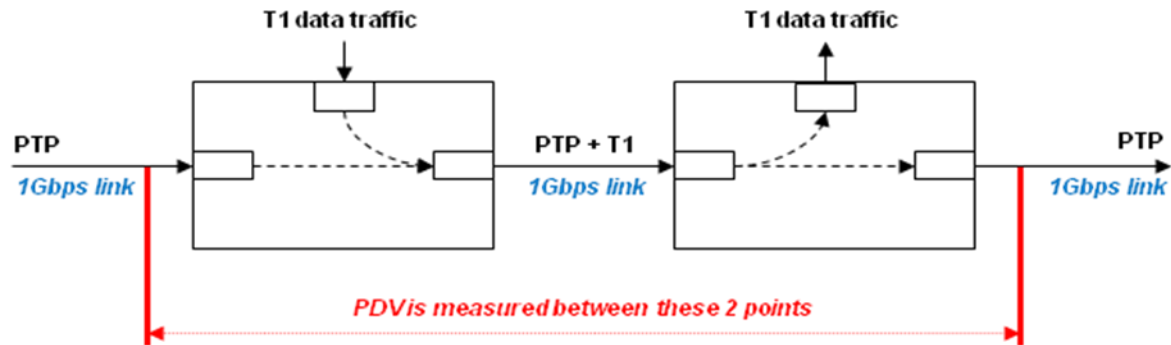 T1 data traffic
T1 data traffic
PTP
PTP + T1
PTP
1Gbps link
1Gbps link
1Gbps link
PDV is measured between these 2 points